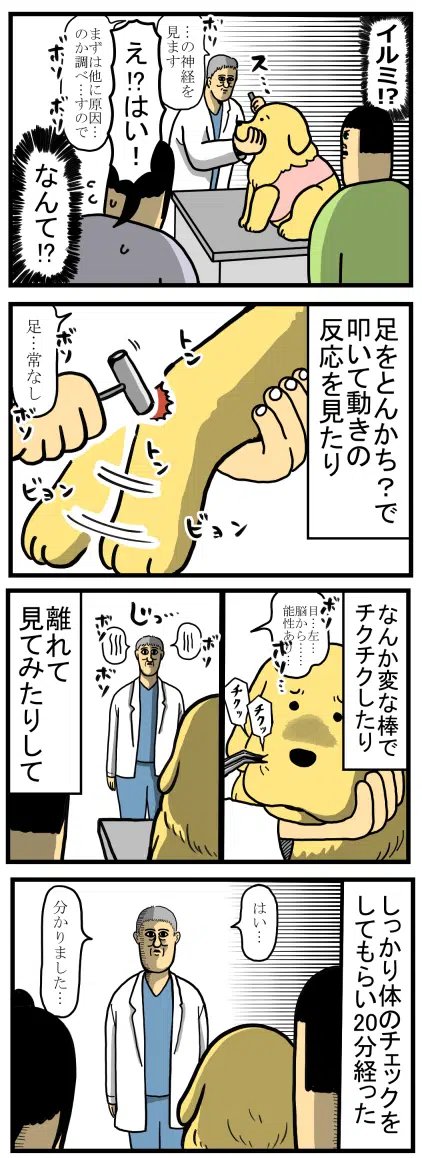 イルミ!?
ス…
…の神経を
見ます
ボソ
ボソ
え!?はい!
まずは他に原因…
のか調べ…すので
ボソ
ボソ
なんて!?
足をとんかち?で
叩いて動きの
反応を見たり
トン
トン
ビョン
ビョン
ボソ
足…常なし
ボソ
なんか変な棒で
チクチクしたり
ボソ
目…左…
脳から…
能性あり……
ボソ…
チクッ
チクッ
離れて
見てみたりして
じっ…
ボソ
ボソ
しっかり体のチェックを
してもらい20分経った
はい…
分かりました…